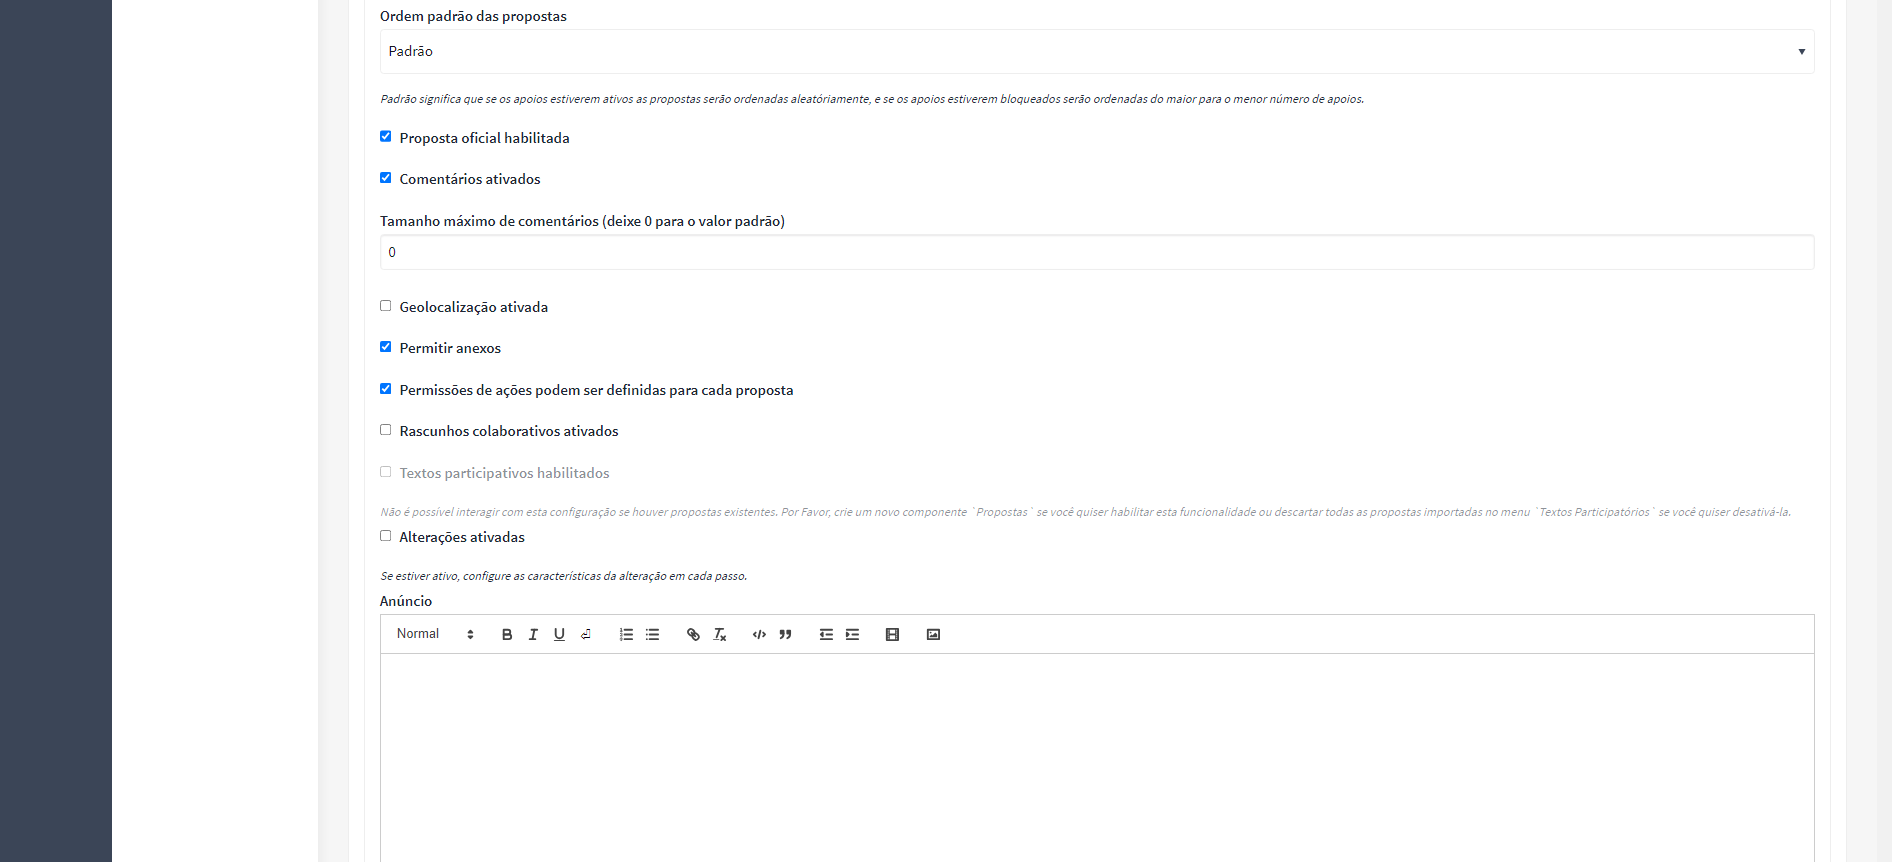 Ordem padrão das propostas
Padrão
Padrão significa que se os apoios estiverem ativos as propostas serão ordenadas aleatóriamente, e se os apoios estiverem bloqueados serão ordenadas do maior para o menor número de apoios.
Proposta oficial habilitada
Comentários ativados
Tamanho máximo de comentários (deixe 0 para o valor padrão)
0
Geolocalização ativada
Permitir anexos
Permissões de ações podem ser definidas para cada proposta
Rascunhos colaborativos ativados
Textos participativos habilitados
Não é possível interagir com esta configuração se houver propostas existentes. Por Favor, crie um novo componente `Propostas` se você quiser habilitar esta funcionalidade ou descartar todas as propostas importadas no menu `Textos Participatórios` se você quiser desativá-la.
Alterações ativadas
Se estiver ativo, configure as características da alteração em cada passo.
Anúncio
Normal